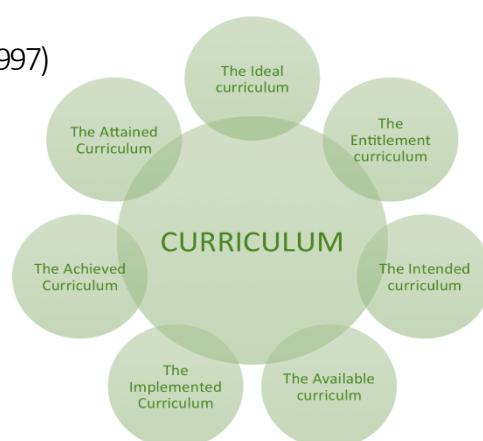 997)
The Ideal
curriculum
The
Entitlement
curriculum
The Intended
curriculum
The Available
curriculm
The
Implemented
Curriculum
The Achieved
Curriculum
The Attained
Curriculum
CURRICULUM